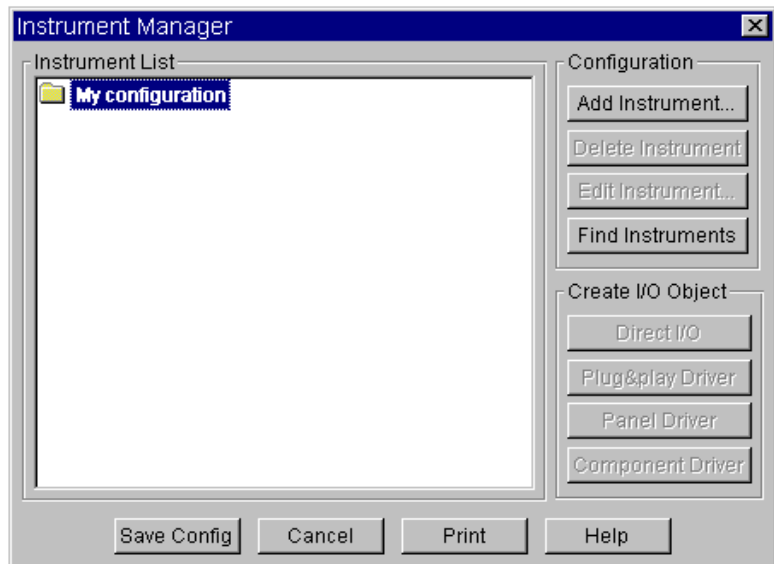 Instrument Manager
Instrument List
My configuration
Configuration
Add Instrument...
Delete Instrument
Edit Instrument...
Find Instruments
Create I/O Object
Direct I/O
Plug&play Driver
Panel Driver
Component Driver
Save Config
Cancel
Print
Help